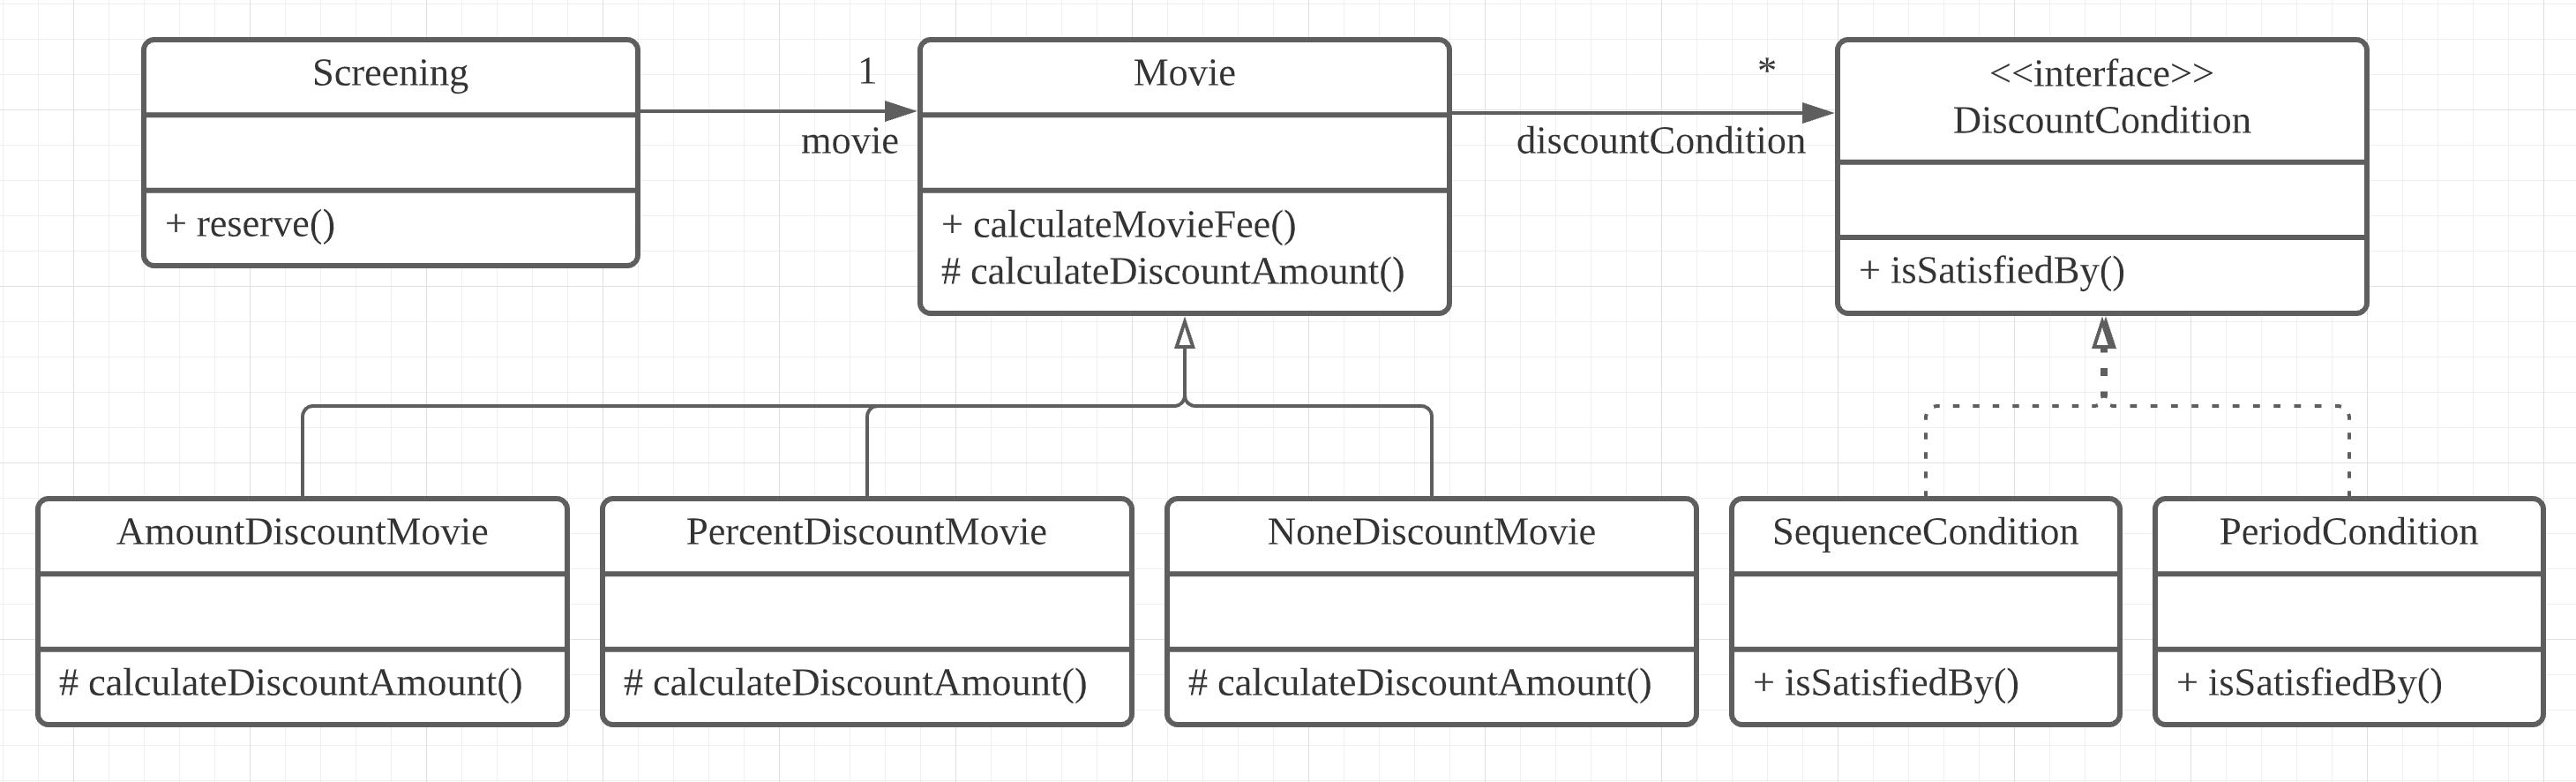 Screening
+ reserve()
1
movie
Movie
+ calculateMovieFee()
# calculateDiscountAmount()
*
discountCondition
<<interface>>
DiscountCondition
+ isSatisfiedBy()
AmountDiscountMovie
# calculateDiscountAmount()
PercentDiscountMovie
# calculateDiscountAmount()
NoneDiscountMovie
# calculateDiscountAmount()
SequenceCondition
+ isSatisfiedBy()
PeriodCondition
+ isSatisfiedBy()